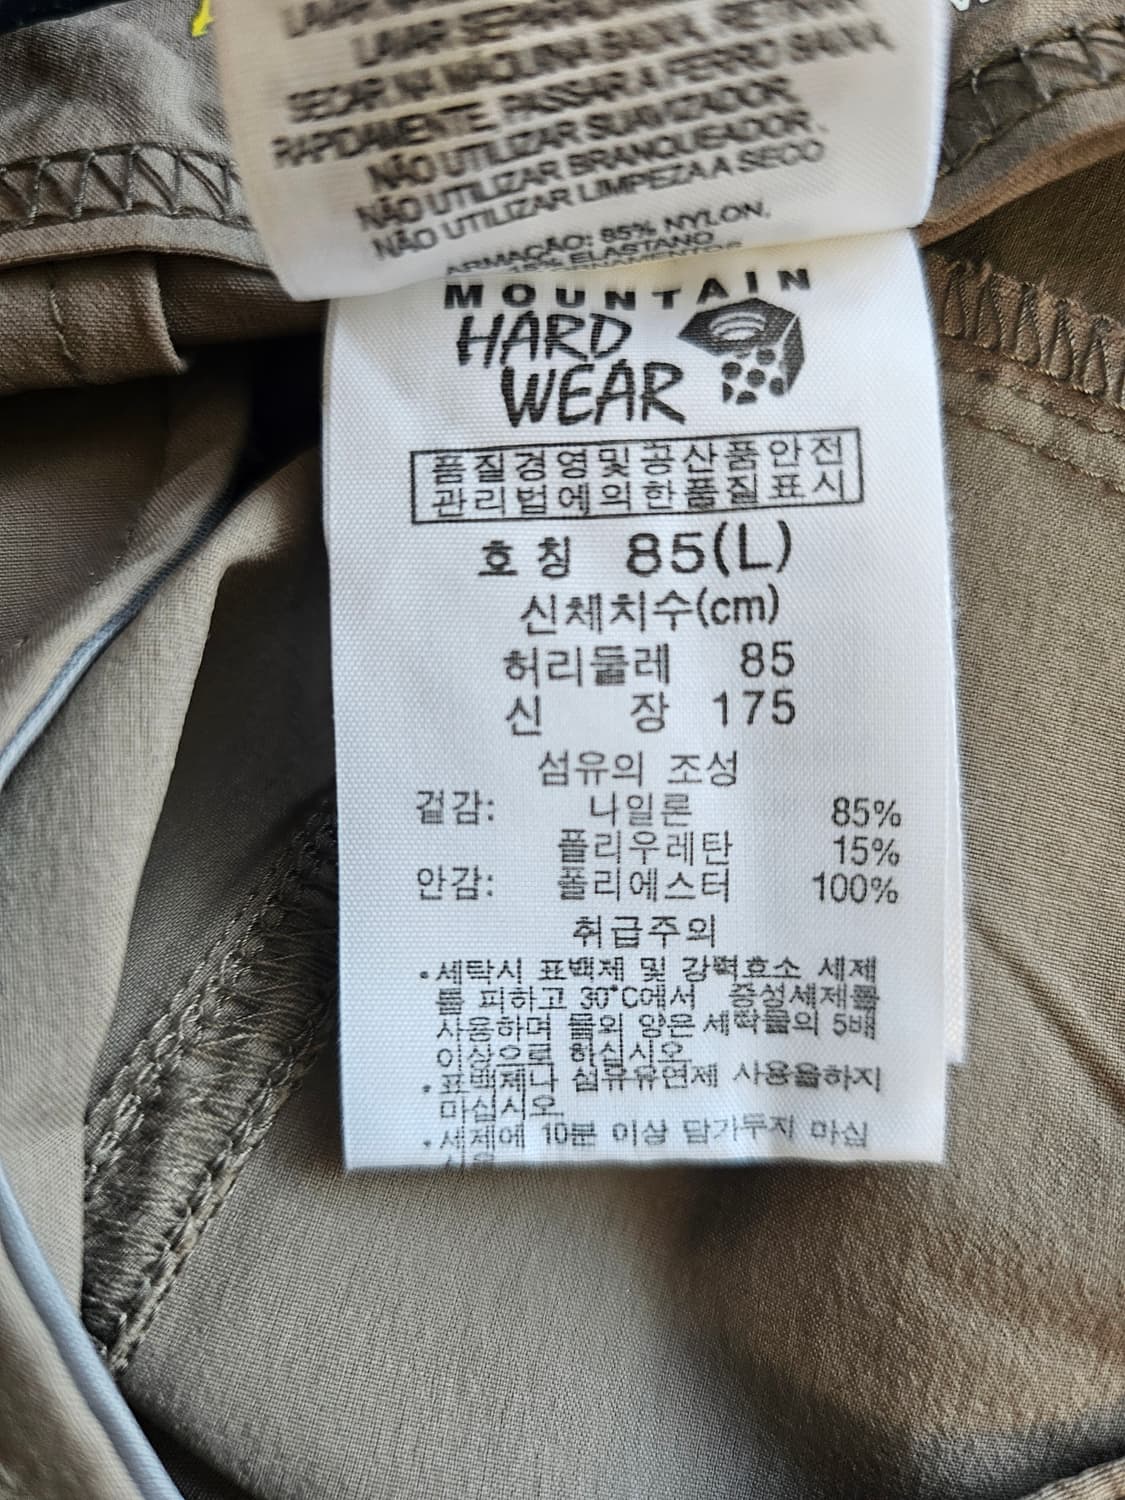 LAVAR SEPARADAMENTE
SECAR NA MÁQUINA BAIXA, RETIRAR
RAPIDAMENTE, PASSAR A FERRO BAIXA.
NÃO UTILIZAR SUAVIZADOR
NÃO UTILIZAR BRANQUEADOR.
NÃO UTILIZAR LIMPEZA A SECO
ARMAÇÃO: 85% NYLON,
15% ELASTANO
MOUNTAIN
HARD
WEAR
품질경영및공산품안전
관리법에의한품질표시
호칭 85(L)
신체치수(cm)
허리둘레 85
신 장 175
섬유의 조성
겉감: 나일론 85%
폴리우레탄 15%
안감: 폴리에스터 100%
취급주의
•세탁시 표백제 및 강력효소 세제
를 피하고 30°C에서 중성세제를
사용하며 물의 양은 세탁물의 5배
이상으로 하십시오
•표백제나 섬유유연제 사용을하지
마십시오
•세제에 10분 이상 담가두지 마십